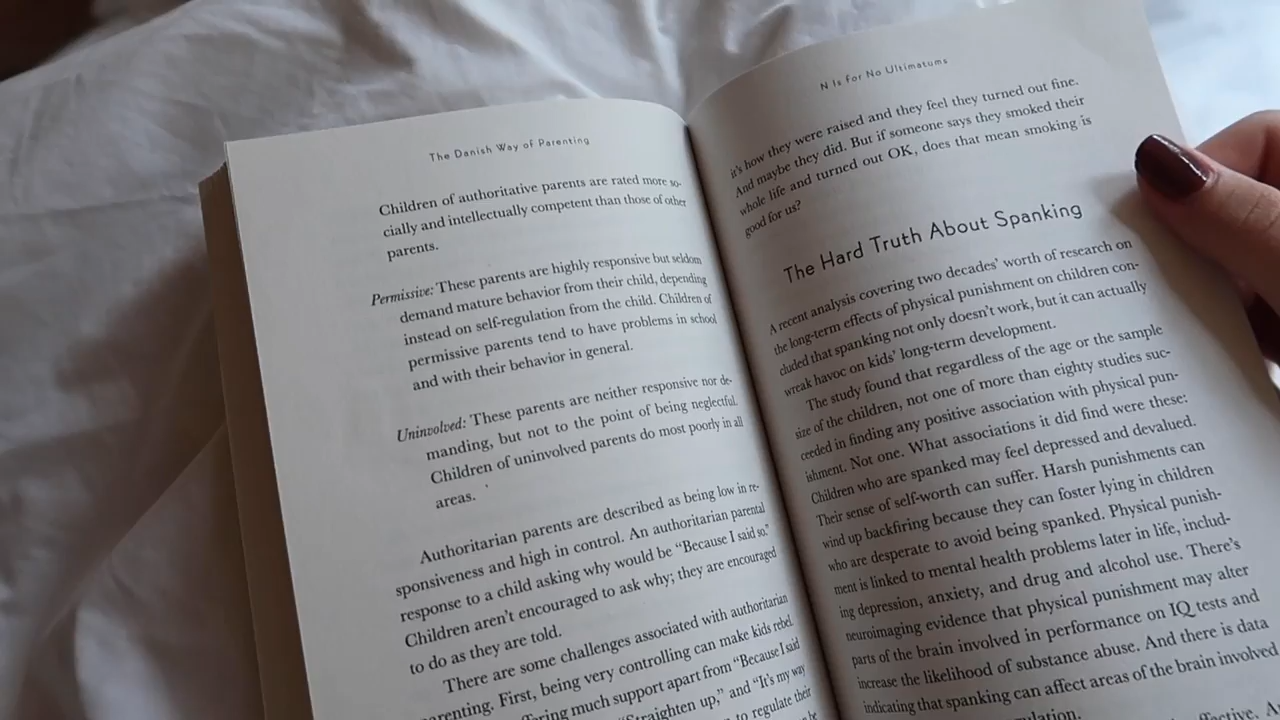 The Danish Way of Parenting
Children of authoritative parents are rated more so-
cially and intellectually competent than those of other
parents.
Permissive: These parents are highly responsive but seldom
demand mature behavior from their child, depending
instead on self-regulation from the child. Children of
permissive parents tend to have problems in school
and with their behavior in general.
Uninvolved: These parents are neither responsive nor de-
manding, but not to the point of being neglectful.
Children of uninvolved parents do most poorly in all
areas.
Authoritarian parents are described as being low in re-
sponsiveness and high in control. An authoritarian parental
response to a child asking why would be “Because I said so.”
Children aren’t encouraged to ask why; they are encouraged
to do as they are told.
There are some challenges associated with authoritarian
parenting. First, being very controlling can make kids rebel.
much support apart from “Because I said
“Straighten up,” and “It’s my way
to regulate their
N Is For No Ultimatums
it’s how they were raised and they feel they turned out fine.
And maybe they did. But if someone says they smoked their
whole life and turned out OK, does that mean smoking is
good for us?
The Hard Truth About Spanking
A recent analysis covering two decades’ worth of research on
the long-term effects of physical punishment on children con-
cluded that spanking not only doesn’t work, but it can actually
wreak havoc on kids’ long-term development.
The study found that regardless of the age or the sample
size of the children, not one of more than eighty studies suc-
ceeded in finding any positive association with physical pun-
ishment. Not one. What associations it did find were these:
Children who are spanked may feel depressed and devalued.
Their sense of self-worth can suffer. Harsh punishments can
wind up backfiring because they can foster lying in children
who are desperate to avoid being spanked. Physical punish-
ment is linked to mental health problems later in life, includ-
ing depression, anxiety, and drug and alcohol use. There’s
neuroimaging evidence that physical punishment may alter
parts of the brain involved in performance on IQ tests and
increase the likelihood of substance abuse. And there is data
indicating that spanking can affect areas of the brain involved